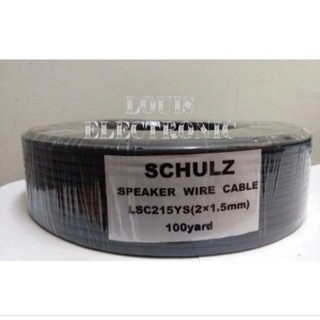 LOUIS
ELECTRONIC
SCHULZ
SPEAKER WIRE CABLE
LSC215YS(2×1.5mm)
100yard